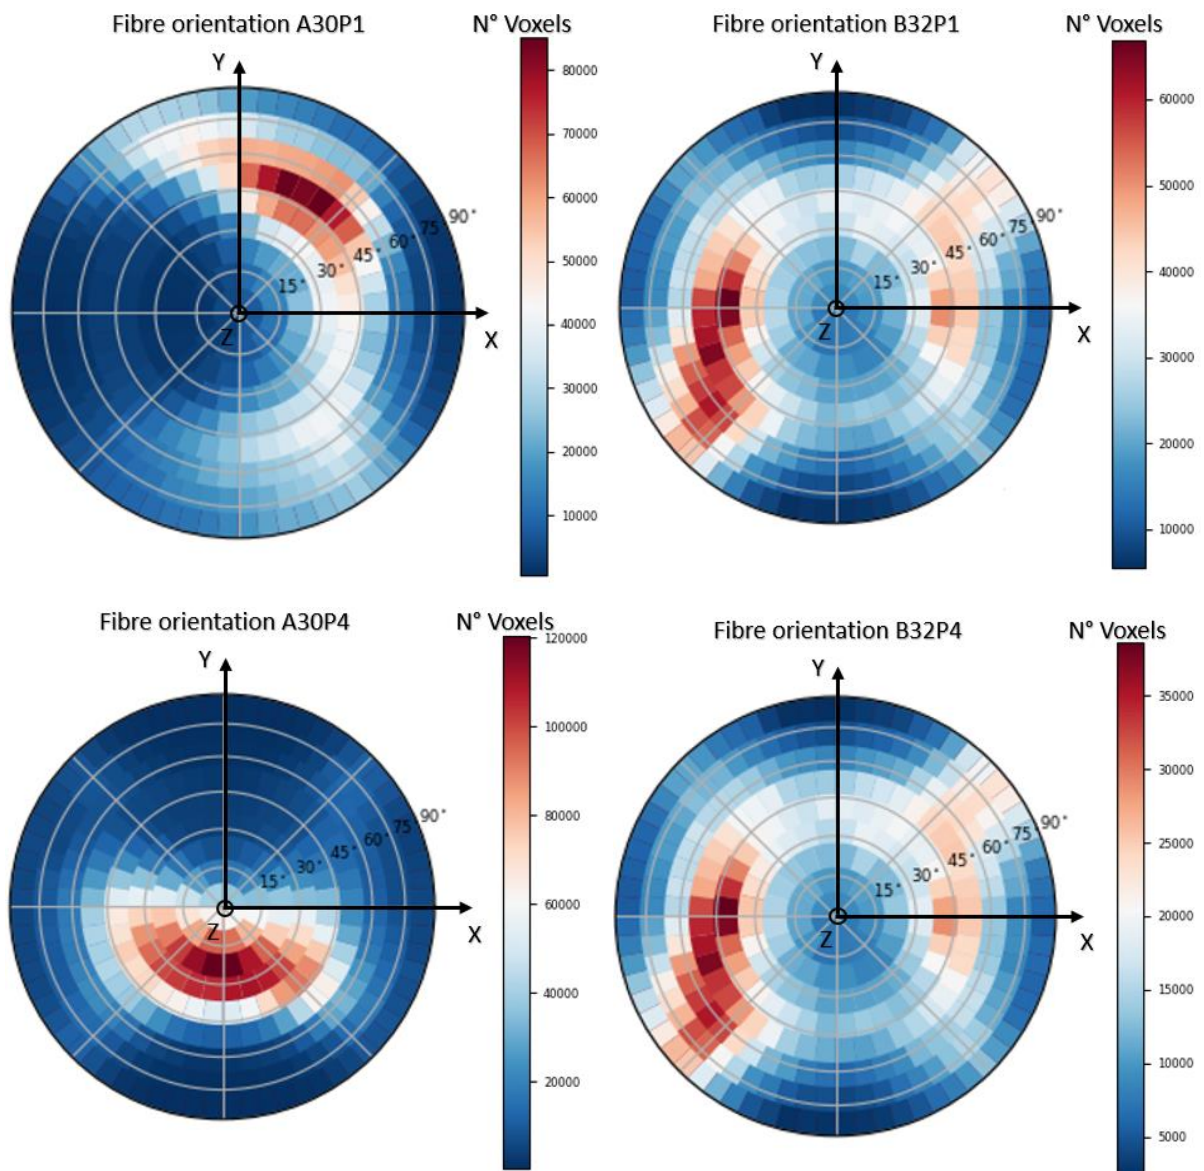 Fibre orientation A30P1
N° Voxels
Y
X
Z
15°
30°
45°
60°
75°
90°
80000
70000
60000
50000
40000
30000
20000
10000
Fibre orientation B32P1
N° Voxels
Y
X
Z
15°
30°
45°
60°
75°
90°
60000
50000
40000
30000
20000
10000
Fibre orientation A30P4
N° Voxels
Y
X
Z
15°
30°
45°
60°
75°
90°
120000
100000
80000
60000
40000
20000
Fibre orientation B32P4
N° Voxels
Y
X
Z
15°
30°
45°
60°
75°
90°
35000
30000
25000
20000
15000
10000
5000